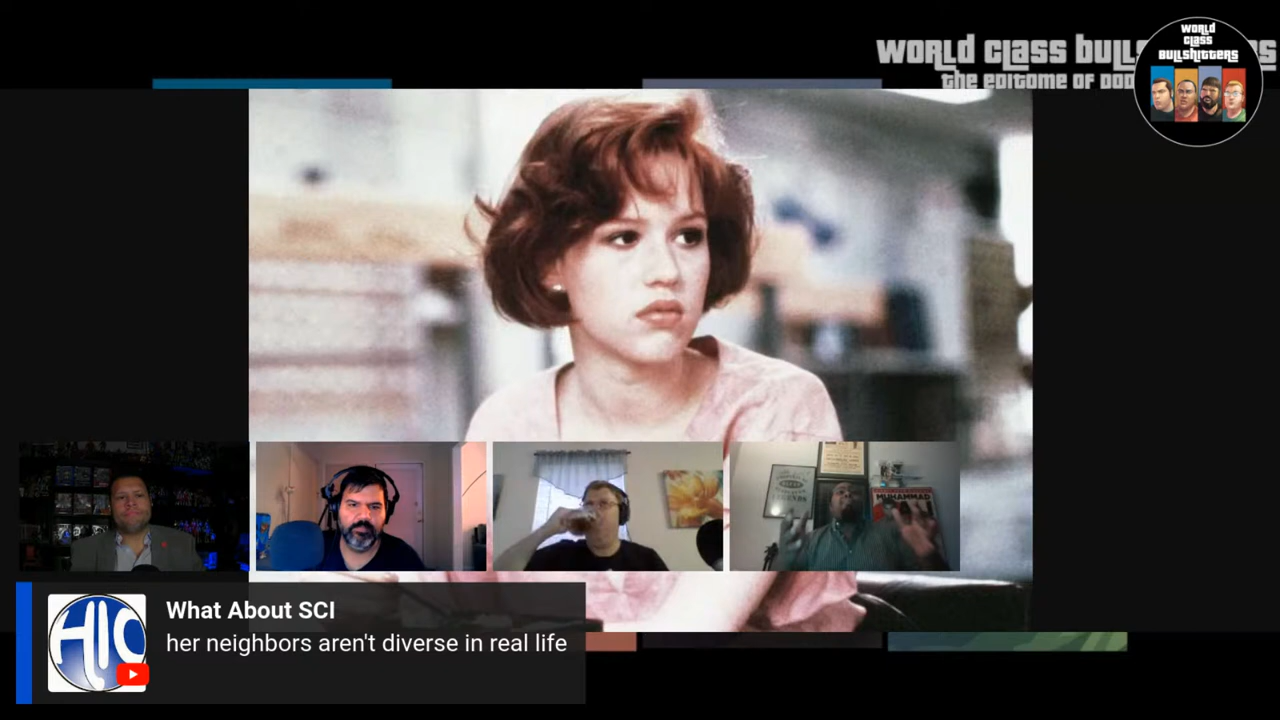 WORLD CLASS BULLSHITTERS
THE EPITOME OF
WORLD
CLASS
BULLSHITTERS
MUHAMMAD
What About SCI
her neighbors aren't diverse in real life